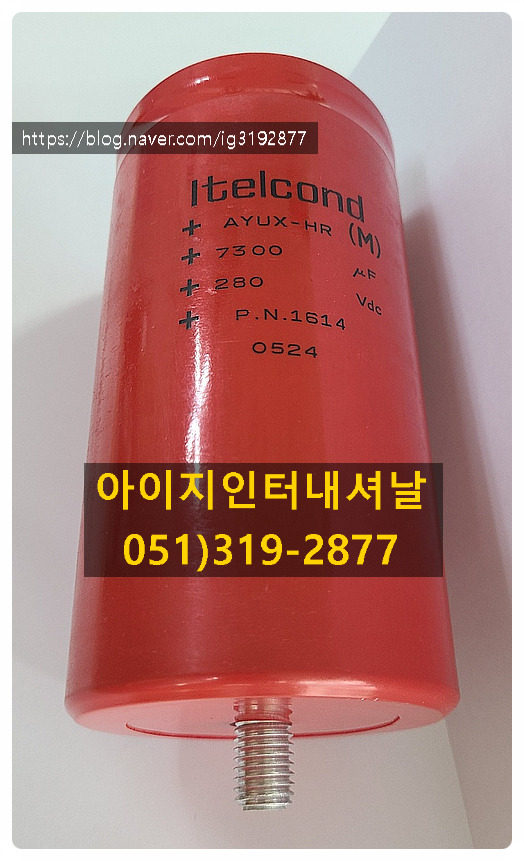 https://blog.naver.com/ig3192877
Itelcond
+ AYUX-HR (M)
+ 7300 µF
+ 280 Vdc
+ P.N.1614
0524
아이지인터내셔날
051)319-2877